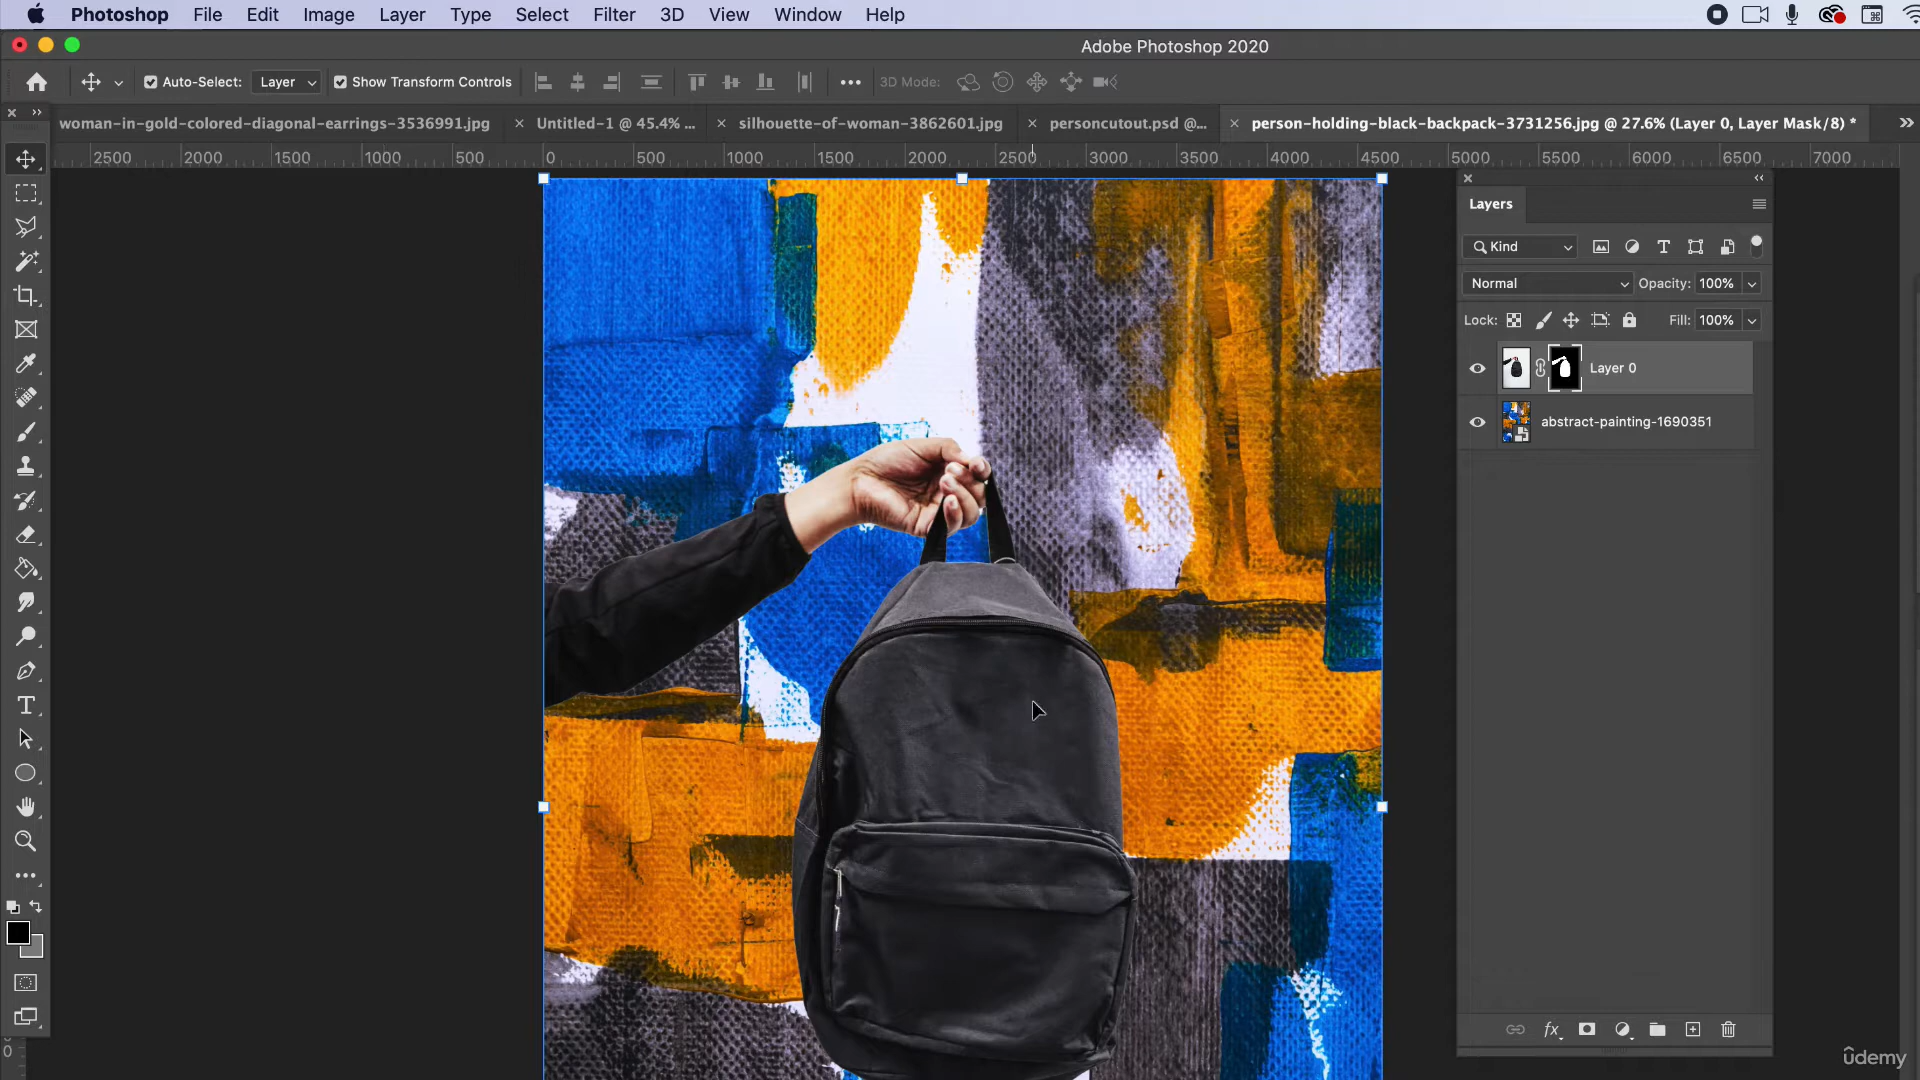 Photoshop File Edit Image Layer Type Select Filter 3D View Window Help
Adobe Photoshop 2020
Auto-Select: Layer Show Transform Controls 3D Mode:
woman-in-gold-colored-diagonal-earrings-3536991.jpg Untitled-1 @ 45.4% ... silhouette-of-woman-3862601.jpg personcutout.psd @... person-holding-black-backpack-3731256.jpg @ 27.6% (Layer 0, Layer Mask/8) *
2500 2000 1500 1000 500 0 500 1000 1500 2000 2500 3000 3500 4000 4500 5000 5500 6000 6500 7000
Layers
Kind
Normal Opacity: 100%
Lock: Fill: 100%
Layer 0
abstract-painting-1690351
fx
0
ûdemy